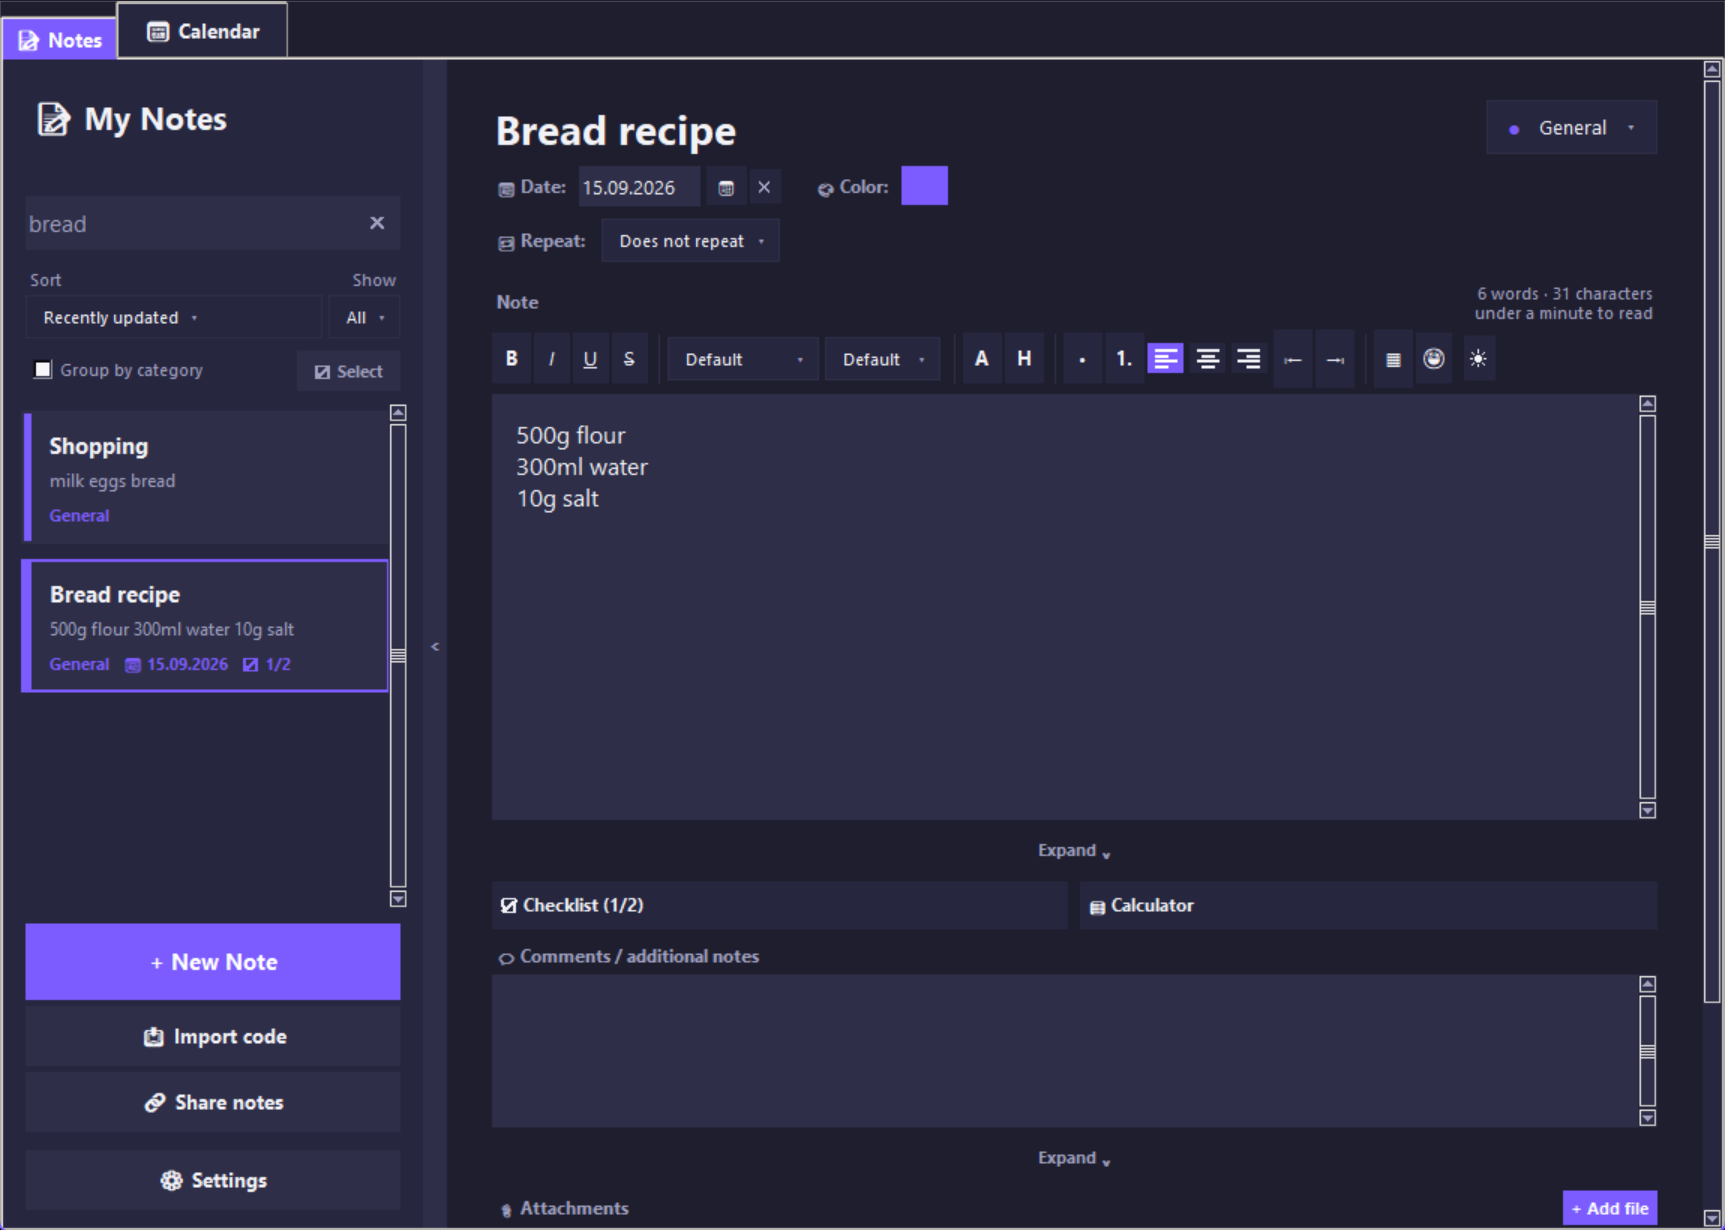 Notes
Calendar
My Notes
bread
Sort
Show
Recently updated
All
Group by category
Select
Shopping
milk eggs bread
General
Bread recipe
500g flour 300ml water 10g salt
General 15.09.2026 1/2
+ New Note
Import code
Share notes
Settings
<
Bread recipe
General
Date: 15.09.2026 ×
Color:
Repeat: Does not repeat
Note
6 words · 31 characters
under a minute to read
B I U S Default Default A H • 1.
500g flour
300ml water
10g salt
Expand
Checklist (1/2)
Calculator
Comments / additional notes
Expand
Attachments
+ Add file